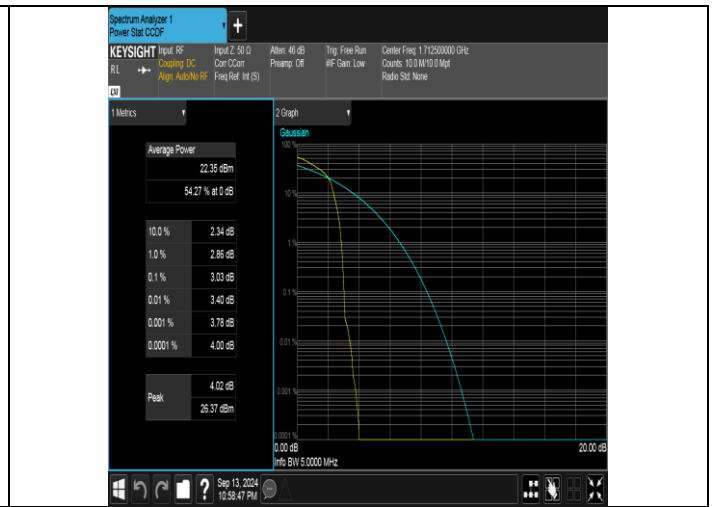 Spectrum Analyzer 1
Power Stat CCDF
+
KEYSIGHT
RL
LXI
Input: RF
Coupling: DC
Align: Auto/No RF
Input Z: 50 Ω
Corr CCorr
Freq Ref: Int (S)
Atten: 46 dB
Preamp: Off
Trig: Free Run
#IF Gain: Low
Center Freq: 1.712500000 GHz
Counts: 10.0 M/10.0 Mpt
Radio Std: None
1 Metrics
Average Power
22.35 dBm
54.27 % at 0 dB
10.0 % 2.34 dB
1.0 % 2.86 dB
0.1 % 3.03 dB
0.01 % 3.40 dB
0.001 % 3.78 dB
0.0001 % 4.00 dB
Peak
4.02 dB
26.37 dBm
2 Graph
Gaussian
100 %
10 %
1 %
0.1 %
0.01 %
0.001 %
0.0001 %
0.00 dB 20.00 dB
Info BW 5.0000 MHz
?
Sep 13, 2024
10:58:47 PM